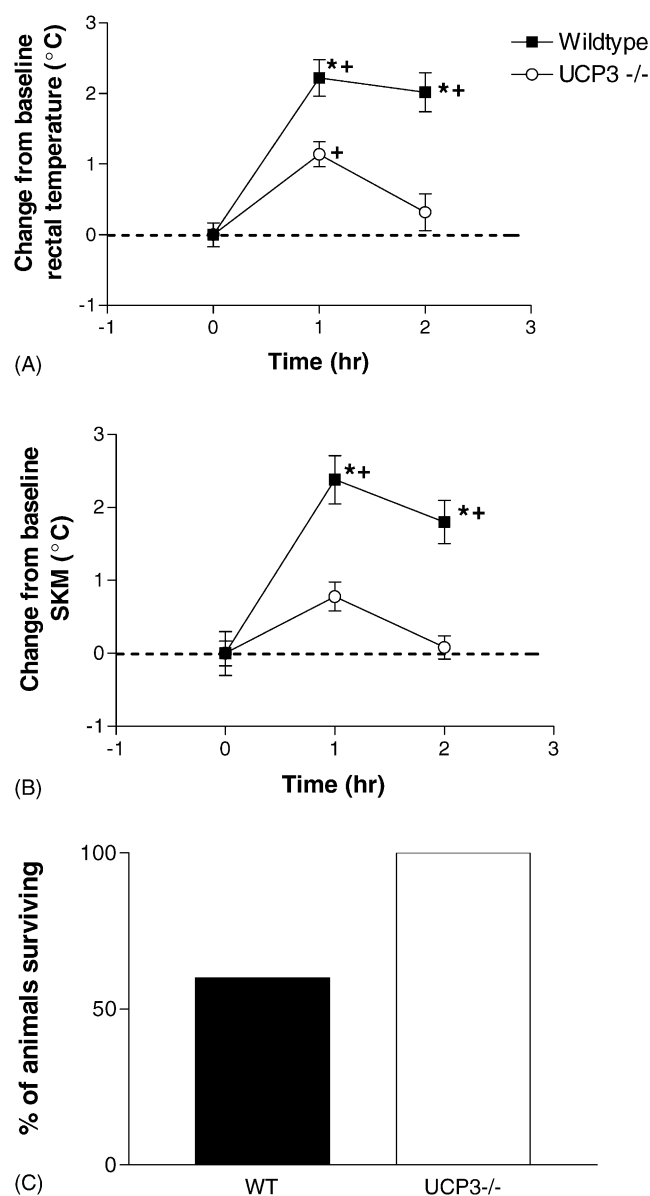 Change from baseline
rectal temperature (°C)
3
2
1
0
-1
*+
*+
+
Wildtype
UCP3 -/-
-1
0
1
2
3
Time (hr)
(A)
Change from baseline
SKM (°C)
3
2
1
0
-1
*+
*+
-1
0
1
2
3
Time (hr)
(B)
% of animals surviving
100
50
0
WT
UCP3-/-
(C)